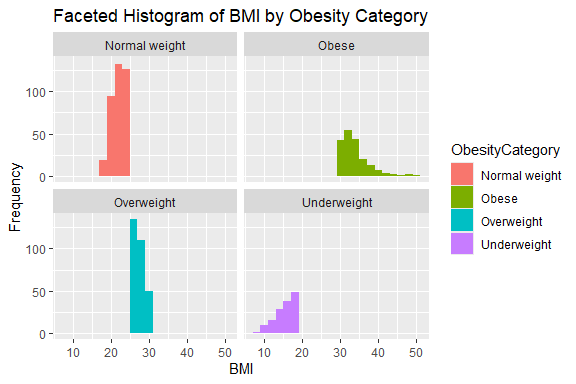 Faceted Histogram of BMI by Obesity Category
Normal weight
Obese
100
50
0
Overweight
Underweight
100
50
0
10 20 30 40 50
10 20 30 40 50
BMI
Frequency
ObesityCategory
Normal weight
Obese
Overweight
Underweight